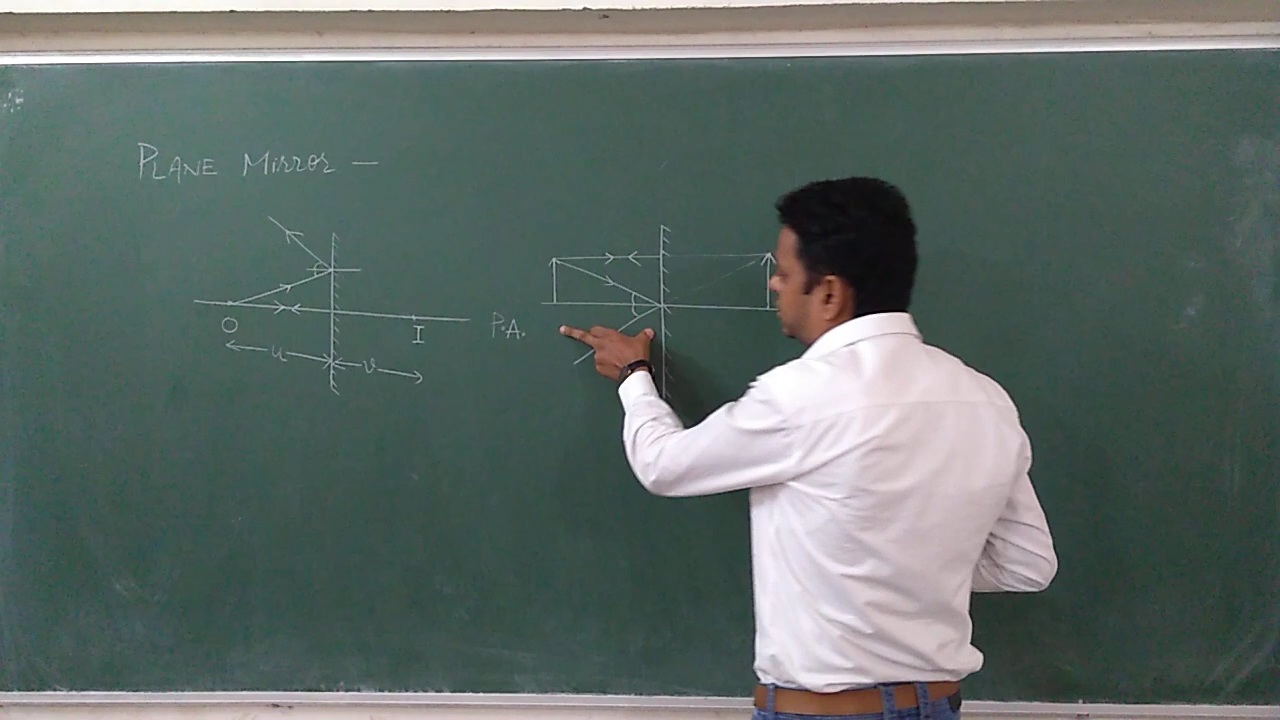 PLANE MIRROR —
O
I
P.A.
u
v